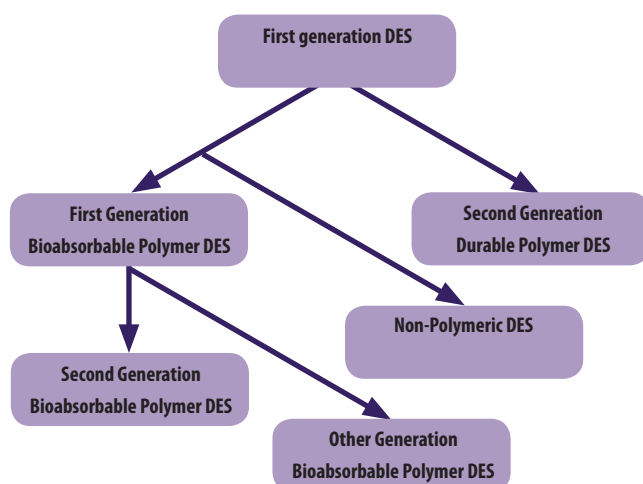 First generation DES
First Generation
Bioabsorbable Polymer DES
Second Genreation
Durable Polymer DES
Non-Polymeric DES
Second Generation
Bioabsorbable Polymer DES
Other Generation
Bioabsorbable Polymer DES